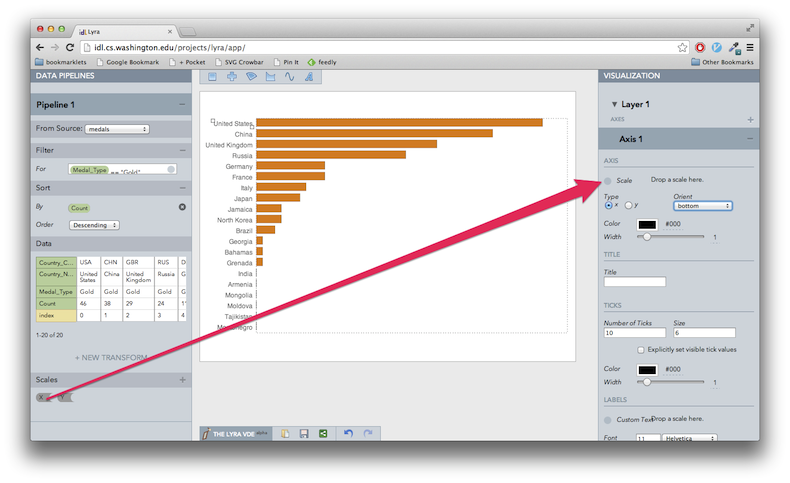 Lyra
idl.cs.washington.edu/projects/lyra/app/
bookmarklets
Google Bookmark
+ Pocket
SVG Crowbar
Pin It
feedly
Other Bookmarks
DATA PIPELINES
Pipeline 1
From Source: medals
Filter
For Medal_Type == "Gold"
Sort
By Count
Order Descending
Data
Country_C... USA CHN GBR RUS D
Country_N... United States China United Kingdom Russia G
Medal_Type Gold Gold Gold Gold G
Count 46 38 29 24 1
index 0 1 2 3 4
1-20 of 20
+ NEW TRANSFORM
Scales +
X Y
United States
China
United Kingdom
Russia
Germany
France
Italy
Japan
Jamaica
North Korea
Brazil
Georgia
Bahamas
Grenada
India
Armenia
Mongolia
Moldova
Tajikistan
THE LYRA VDE alpha
VISUALIZATION
Layer 1
AXES +
Axis 1
AXIS
Scale Drop a scale here.
Type Orient
x y bottom
Color #000
Width 1
TITLE
Title
TICKS
Number of Ticks Size
10 6
Explicitly set visible tick values
Color #000
Width 1
LABELS
Custom Text Drop a scale here.
Font 11 Helvetica